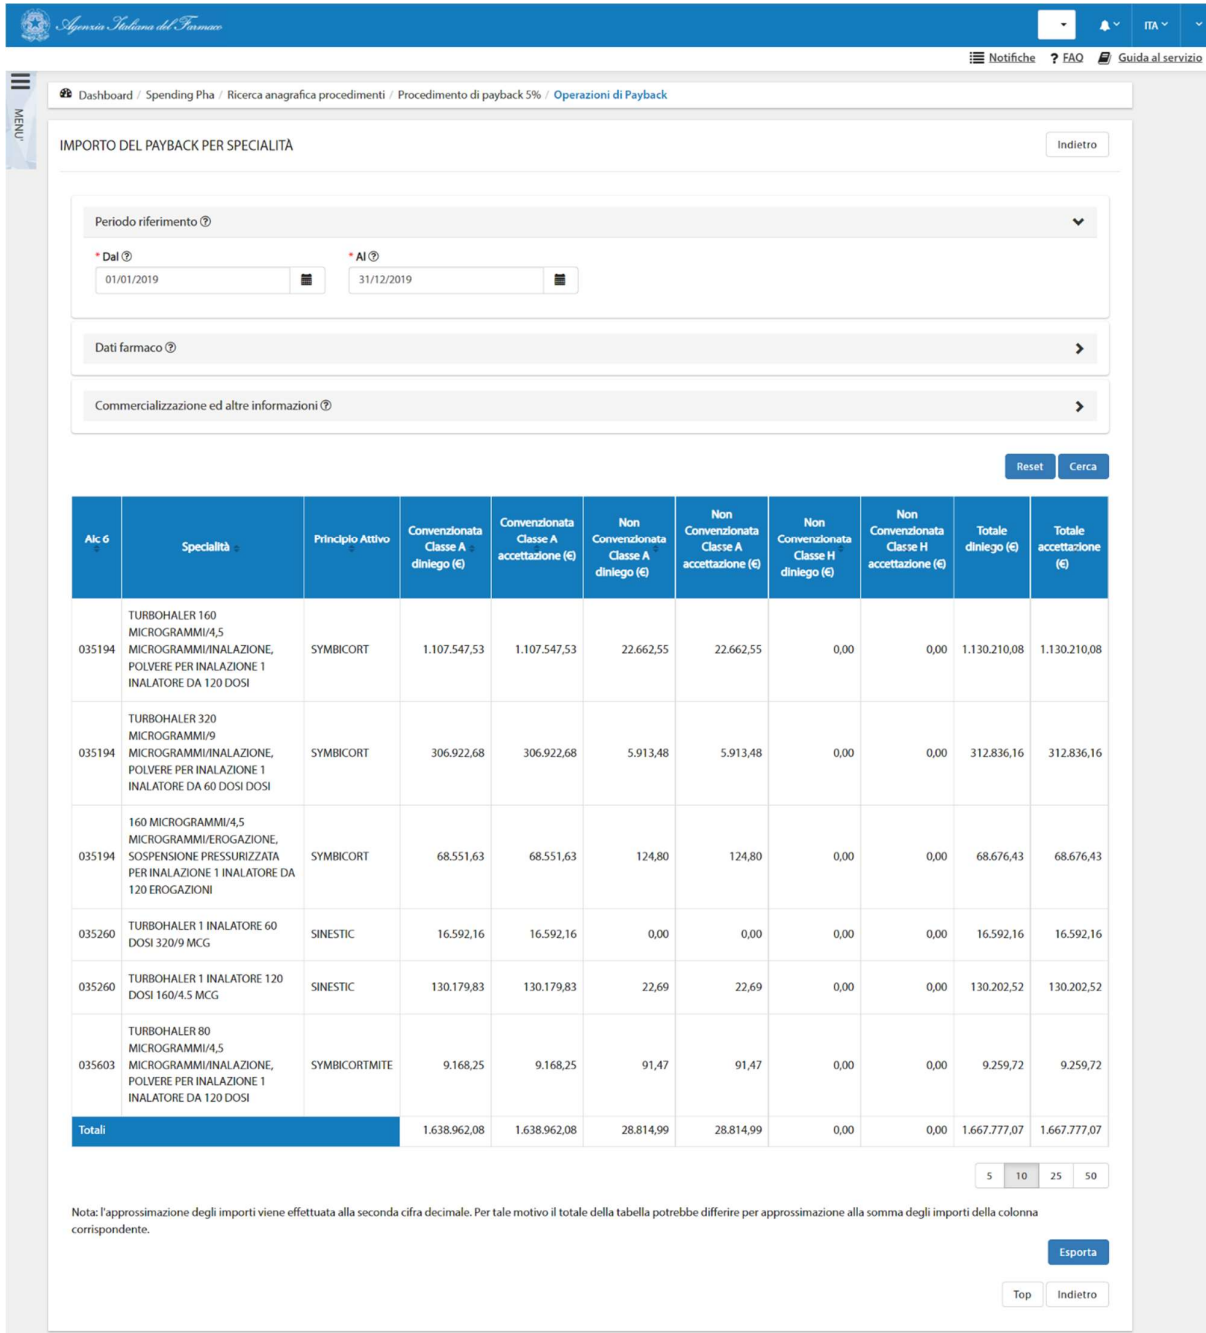 Agenzia Italiana del Farmaco
ITA
Notifiche ? FAQ Guida al servizio
MENU'
Dashboard / Spending Pha / Ricerca anagrafica procedimenti / Procedimento di payback 5% / Operazioni di Payback
IMPORTO DEL PAYBACK PER SPECIALITÀ
Indietro
Periodo riferimento ?
* Dal ?
* Al ?
01/01/2019
31/12/2019
Dati farmaco ?
Commercializzazione ed altre informazioni ?
Reset Cerca
Aic 6
Specialità
Principio Attivo
Convenzionata
Classe A
diniego (€)
Convenzionata
Classe A
accettazione (€)
Non
Convenzionata
Classe A
diniego (€)
Non
Convenzionata
Classe A
accettazione (€)
Non
Convenzionata
Classe H
diniego (€)
Non
Convenzionata
Classe H
accettazione (€)
Totale
diniego (€)
Totale
accettazione
(€)
TURBOHALER 160
MICROGRAMMI/4,5
035194 MICROGRAMMI/INALAZIONE, SYMBICORT 1.107.547,53 1.107.547,53 22.662,55 22.662,55 0,00 0,00 1.130.210,08 1.130.210,08
POLVERE PER INALAZIONE 1
INALATORE DA 120 DOSI
TURBOHALER 320
MICROGRAMMI/9
035194 MICROGRAMMI/INALAZIONE, SYMBICORT 306.922,68 306.922,68 5.913,48 5.913,48 0,00 0,00 312.836,16 312.836,16
POLVERE PER INALAZIONE 1
INALATORE DA 60 DOSI DOSI
160 MICROGRAMMI/4,5
MICROGRAMMI/EROGAZIONE,
035194 SOSPENSIONE PRESSURIZZATA SYMBICORT 68.551,63 68.551,63 124,80 124,80 0,00 0,00 68.676,43 68.676,43
PER INALAZIONE 1 INALATORE DA
120 EROGAZIONI
TURBOHALER 1 INALATORE 60
035260 DOSI 320/9 MCG SINESTIC 16.592,16 16.592,16 0,00 0,00 0,00 0,00 16.592,16 16.592,16
TURBOHALER 1 INALATORE 120
035260 DOSI 160/4.5 MCG SINESTIC 130.179,83 130.179,83 22,69 22,69 0,00 0,00 130.202,52 130.202,52
TURBOHALER 80
MICROGRAMMI/4,5
035603 MICROGRAMMI/INALAZIONE, SYMBICORTMITE 9.168,25 9.168,25 91,47 91,47 0,00 0,00 9.259,72 9.259,72
POLVERE PER INALAZIONE 1
INALATORE DA 120 DOSI
Totali 1.638.962,08 1.638.962,08 28.814,99 28.814,99 0,00 0,00 1.667.777,07 1.667.777,07
5 10 25 50
Nota: l'approssimazione degli importi viene effettuata alla seconda cifra decimale. Per tale motivo il totale della tabella potrebbe differire per approssimazione alla somma degli importi della colonna
corrispondente.
Esporta
Top Indietro